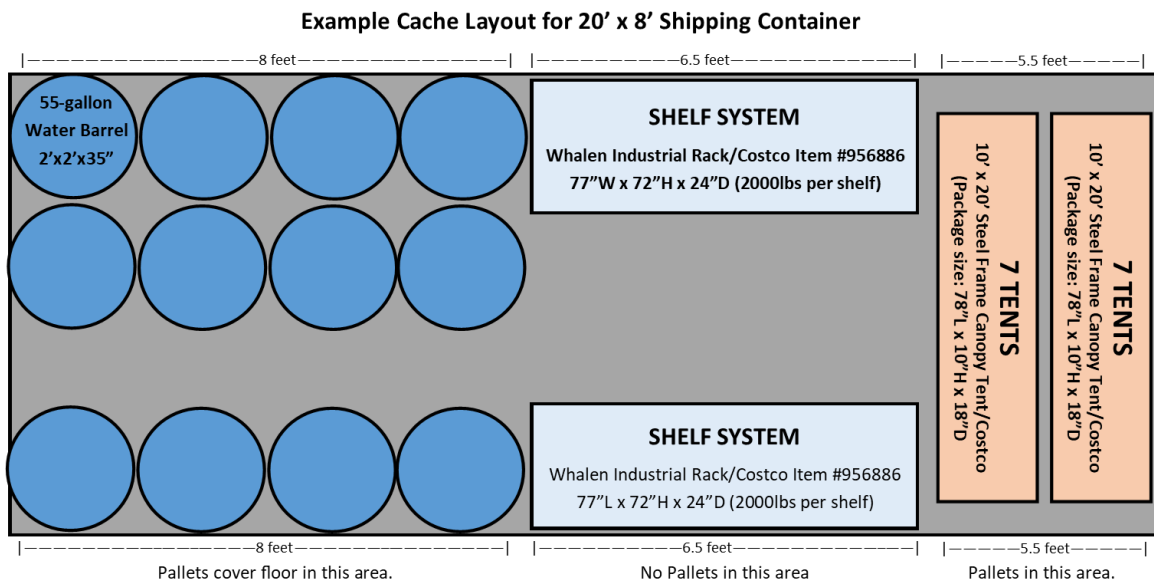 Example Cache Layout for 20’ x 8’ Shipping Container
|——————8 feet——————|
|——————6.5 feet——————|
|—————5.5 feet—————|
55-gallon
Water Barrel
2’x2’x35”
SHELF SYSTEM
Whalen Industrial Rack/Costco Item #956886
77”W x 72”H x 24”D (2000lbs per shelf)
7 TENTS
10’ x 20’ Steel Frame Canopy Tent/Costco
(Package size: 78”L x 10”H x 18”D
7 TENTS
10’ x 20’ Steel Frame Canopy Tent/Costco
(Package size: 78”L x 10”H x 18”D
SHELF SYSTEM
Whalen Industrial Rack/Costco Item #956886
77”L x 72”H x 24”D (2000lbs per shelf)
|——————8 feet——————|
|——————6.5 feet——————|
|—————5.5 feet—————|
Pallets cover floor in this area.
No Pallets in this area
Pallets in this area.